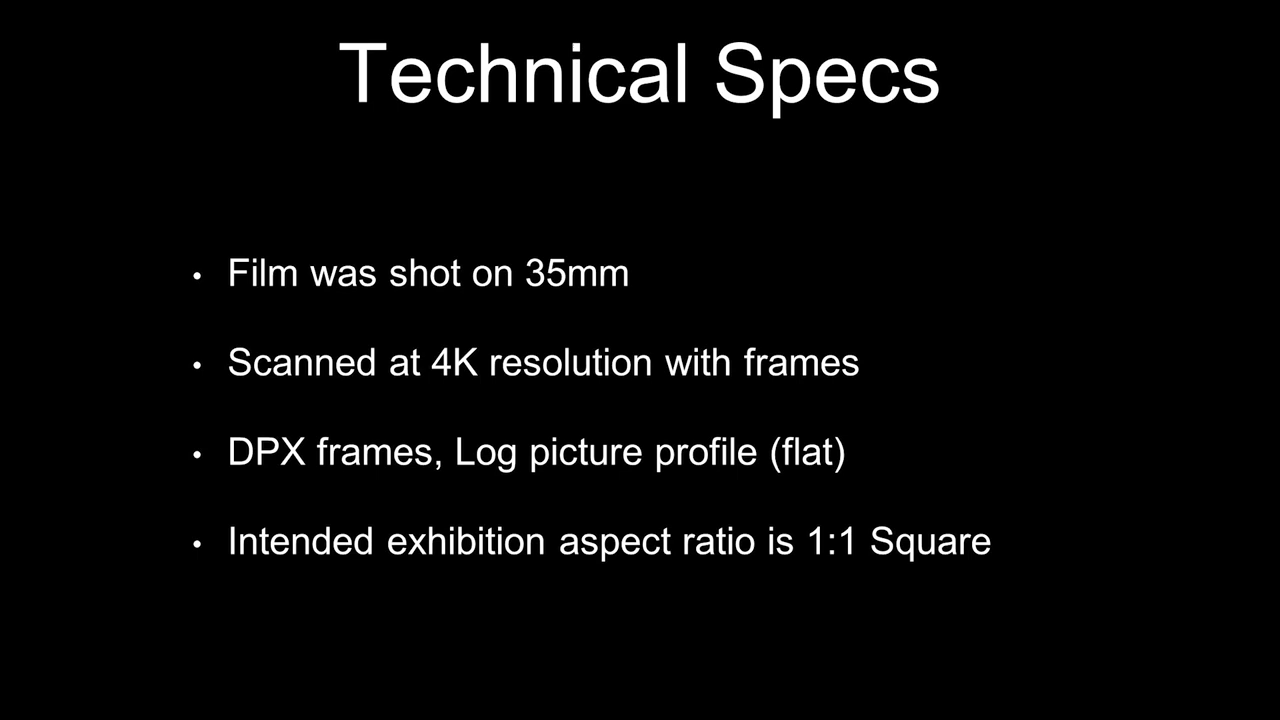 Technical Specs
• Film was shot on 35mm
• Scanned at 4K resolution with frames
• DPX frames, Log picture profile (flat)
• Intended exhibition aspect ratio is 1:1 Square